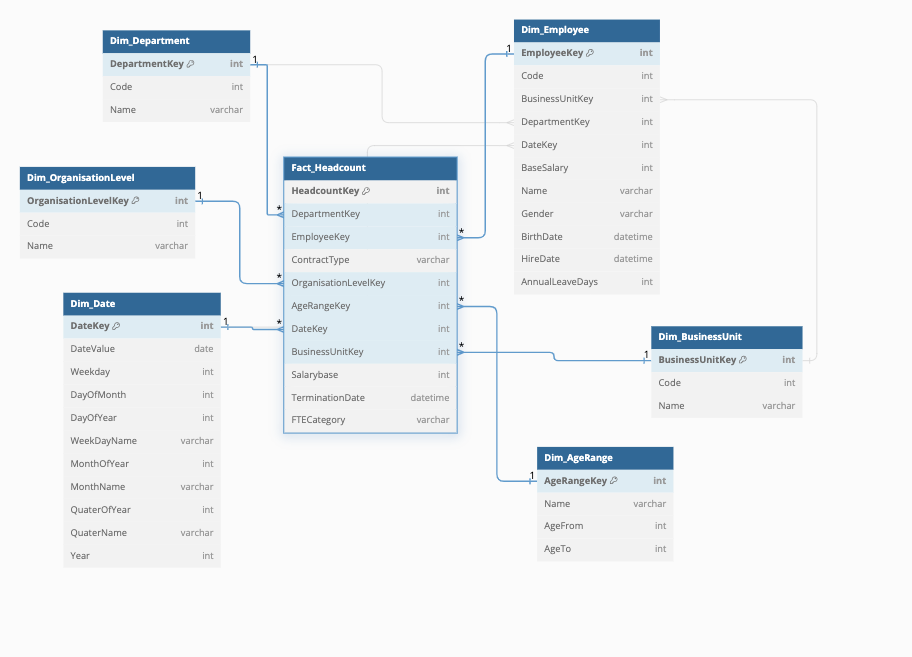 Dim_Department
DepartmentKey int
Code int
Name varchar
1
Dim_Employee
1
EmployeeKey int
Code int
BusinessUnitKey int
DepartmentKey int
DateKey int
BaseSalary int
Name varchar
Gender varchar
BirthDate datetime
HireDate datetime
AnnualLeaveDays int
Dim_OrganisationLevel
OrganisationLevelKey int
Code int
Name varchar
1
Fact_Headcount
HeadcountKey int
* DepartmentKey int
EmployeeKey int *
ContractType varchar
* OrganisationLevelKey int
AgeRangeKey int *
* DateKey int
BusinessUnitKey int *
Salarybase int
TerminationDate datetime
FTECategory varchar
Dim_Date
DateKey int
1
DateValue date
Weekday int
DayOfMonth int
DayOfYear int
WeekDayName varchar
MonthOfYear int
MonthName varchar
QuaterOfYear int
QuaterName varchar
Year int
Dim_BusinessUnit
1
BusinessUnitKey int
Code int
Name varchar
Dim_AgeRange
1
AgeRangeKey int
Name varchar
AgeFrom int
AgeTo int